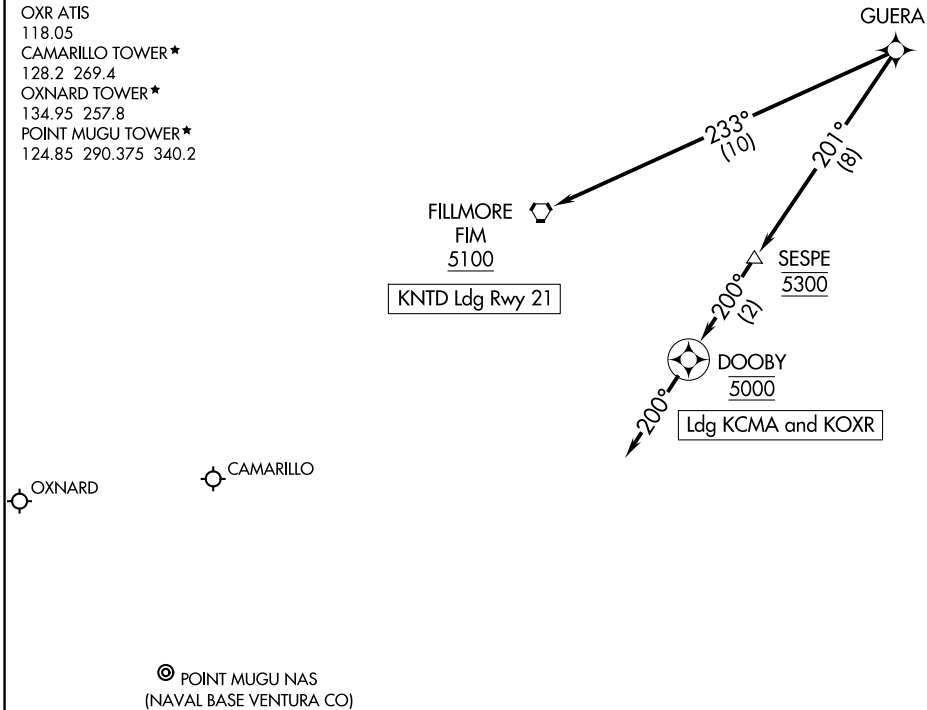 OXR ATIS
118.05
CAMARILLO TOWER★
128.2 269.4
OXNARD TOWER★
134.95 257.8
POINT MUGU TOWER★
124.85 290.375 340.2
GUERA
233°
(10)
201°
(8)
FILLMORE
FIM
5100
KNTD Ldg Rwy 21
SESPE
5300
200°
(2)
DOOBY
5000
Ldg KCMA and KOXR
200°
CAMARILLO
OXNARD
POINT MUGU NAS
(NAVAL BASE VENTURA CO)